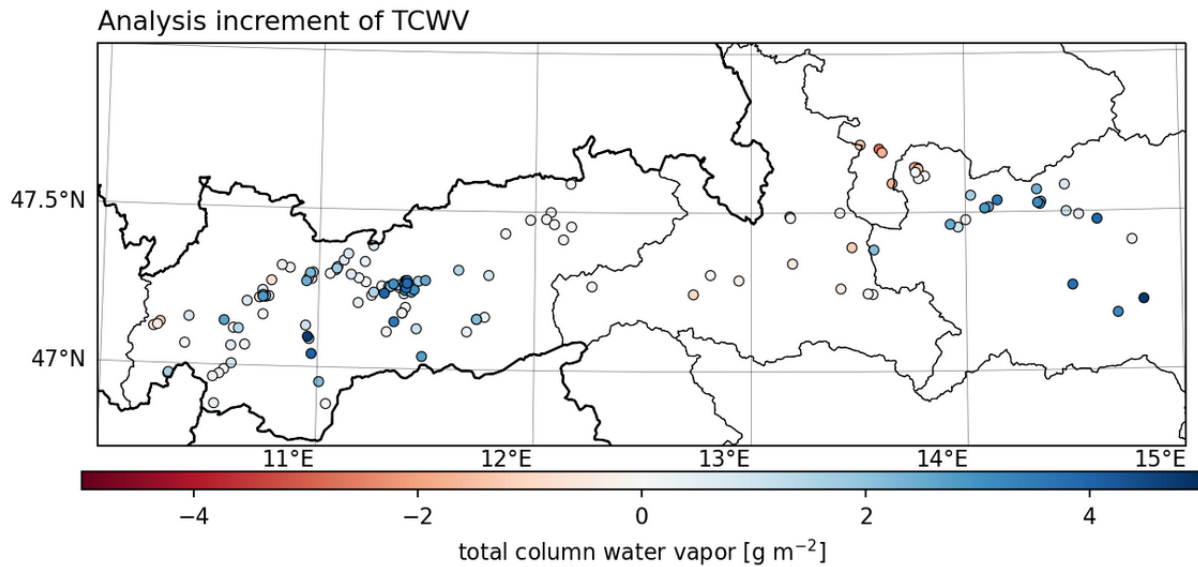 Analysis increment of TCWV
47.5°N
47°N
11°E 12°E 13°E 14°E 15°E
−4 −2 0 2 4
total column water vapor [g m⁻²]